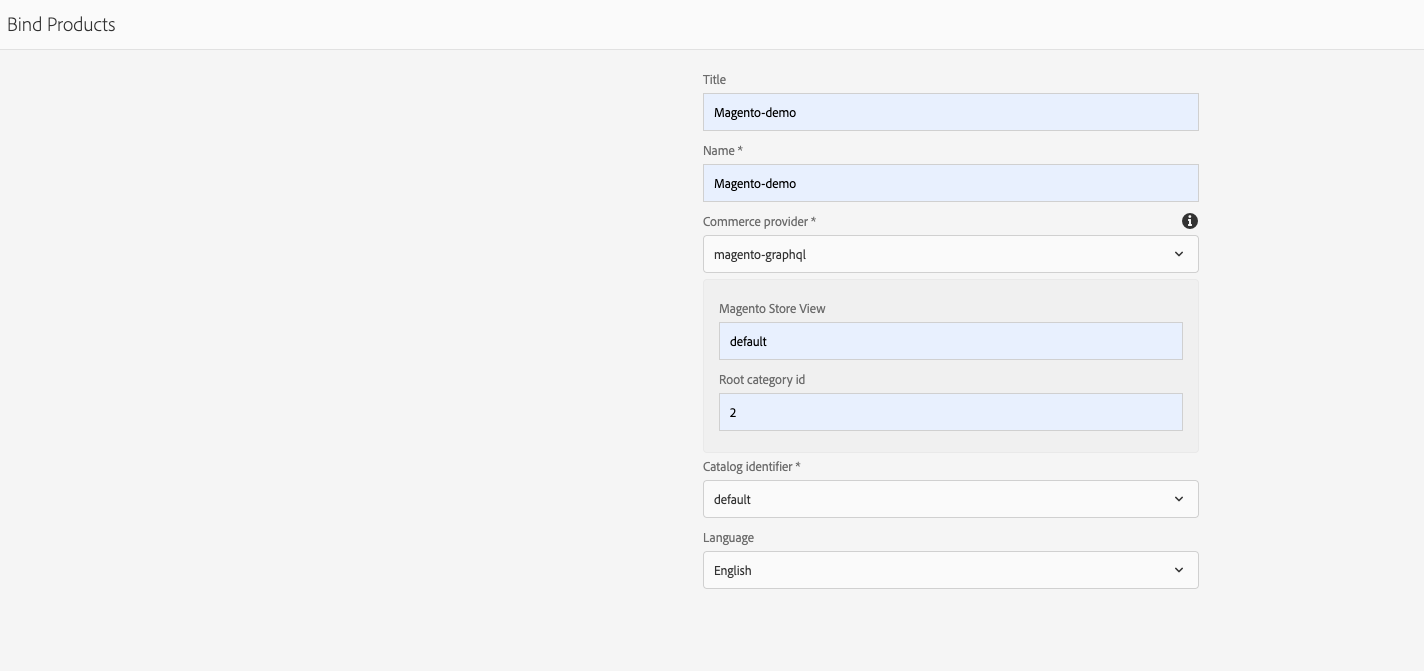 Bind Products
Title
Magento-demo
Name *
Magento-demo
Commerce provider *
magento-graphql
Magento Store View
default
Root category id
2
Catalog identifier *
default
Language
English